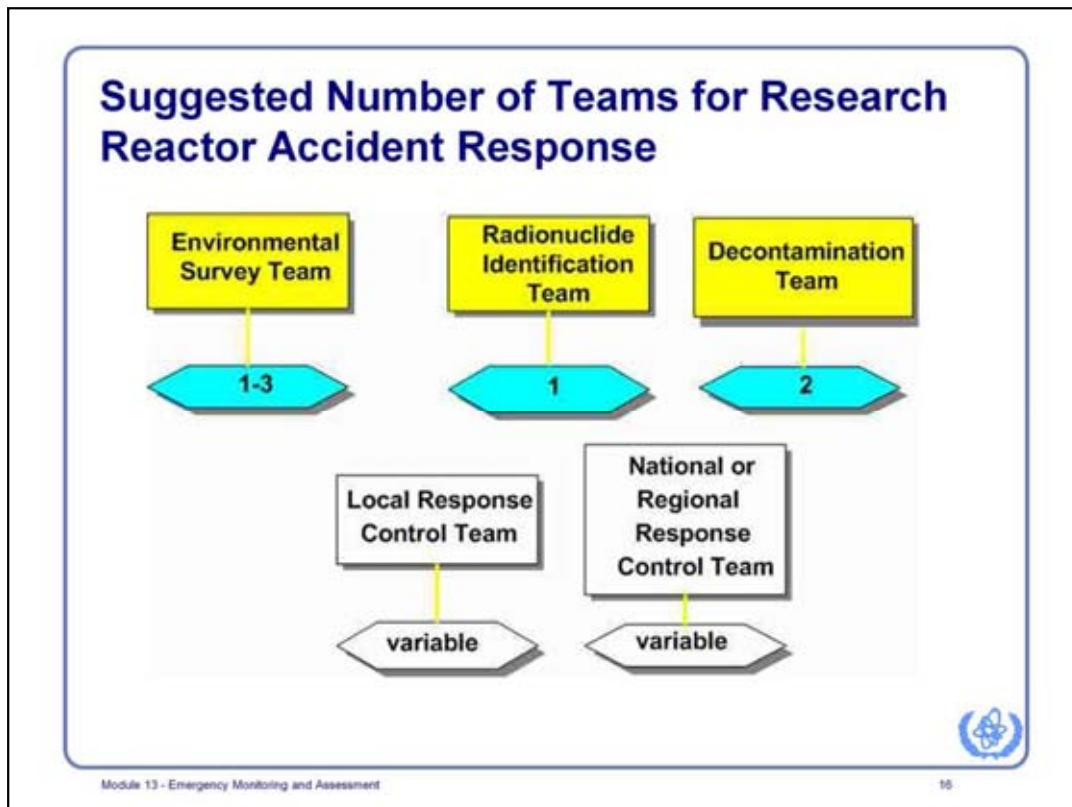 Suggested Number of Teams for Research
Reactor Accident Response
Environmental
Survey Team
1-3
Radionuclide
Identification
Team
1
Decontamination
Team
2
Local Response
Control Team
variable
National or
Regional
Response
Control Team
variable
Module 13 - Emergency Monitoring and Assessment
16